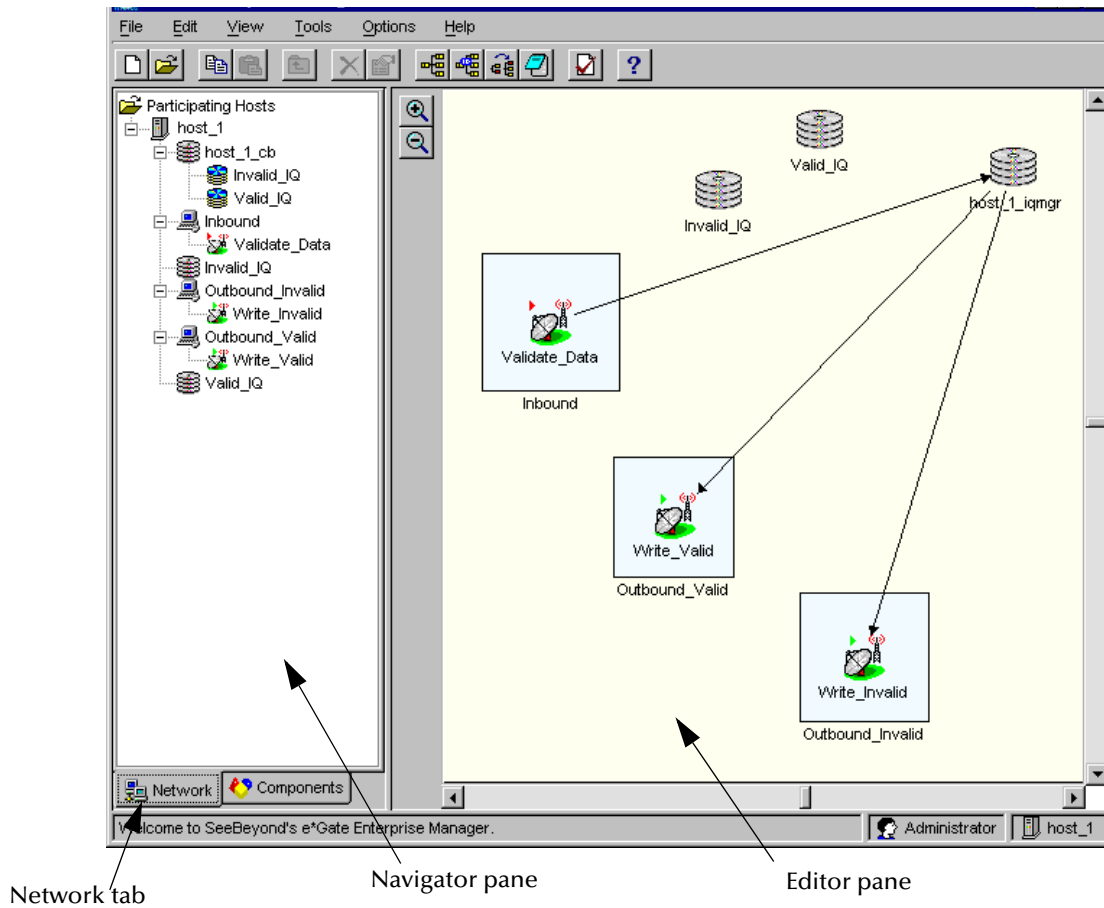 File Edit View Tools Options Help
?
Participating Hosts
host_1
host_1_cb
Invalid_IQ
Valid_IQ
Inbound
Validate_Data
Invalid_IQ
Outbound_Invalid
Write_Invalid
Outbound_Valid
Write_Valid
Valid_IQ
Valid_IQ
Invalid_IQ
host_1_iqmgr
Validate_Data
Inbound
Write_Valid
Outbound_Valid
Write_Invalid
Outbound_Invalid
Network Components
Welcome to SeeBeyond's e*Gate Enterprise Manager. Administrator host_1
Network tab
Navigator pane
Editor pane